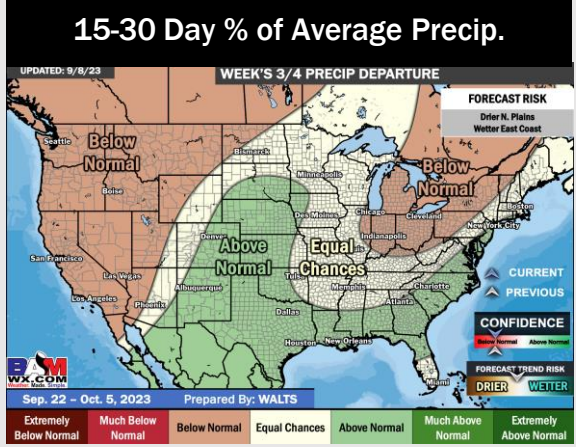 15-30 Day % of Average Precip.
UPDATED: 9/8/23
WEEK'S 3/4 PRECIP DEPARTURE
FORECAST RISK
Drier N. Plains
Wetter East Coast
Seattle
Below
Normal
Bismarck
Minneapolis
Boise
Below
Normal
Boston
Des Moines
Chicago
Cleveland
New York City
Denver
Above
Normal
Equal
Chances
Indianapolis
San Francisco
Las Vegas
CURRENT
PREVIOUS
Los Angeles
Albuquerque
Tuls
Memphis
Charlotte
Phoenix
Atlanta
Dallas
CONFIDENCE
Below Normal
Above Normal
Houston
New Orleans
BAM
WX.COM
Weather. Made. Simple.
Miami
FORECAST TREND RISK
DRIER
WETTER
Sep. 22 – Oct. 5, 2023
Prepared By: WALTS
Extremely
Below Normal
Much Below
Normal
Below Normal
Equal Chances
Above Normal
Much Above
Normal
Extremely
Above Normal